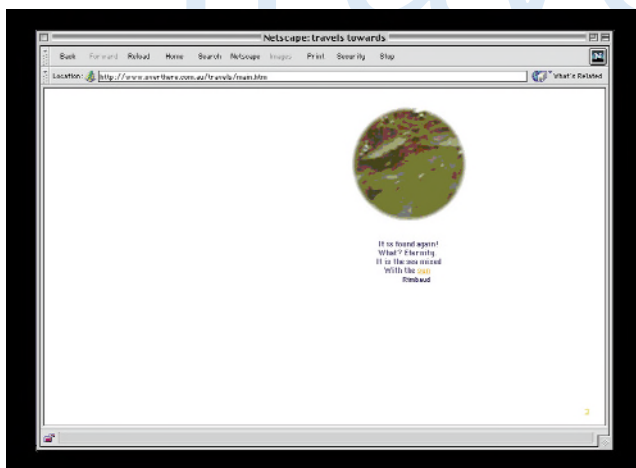 Netscape: travels towards
Back Forward Reload Home Search Netscape Images Print Security Stop
Location: http://www.overthere.com.au/travels/main.htm What's Related
It is found again!
What? Eternity.
It is the sea mixed
With the sun
Rimbaud
2